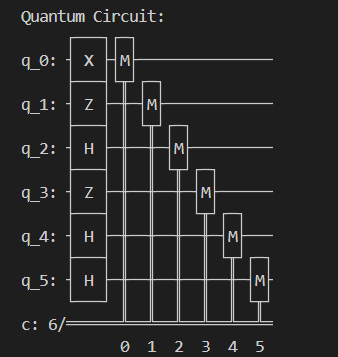 Quantum Circuit:
q_0: X M
q_1: Z M
q_2: H M
q_3: Z M
q_4: H M
q_5: H M
c: 6/
0 1 2 3 4 5